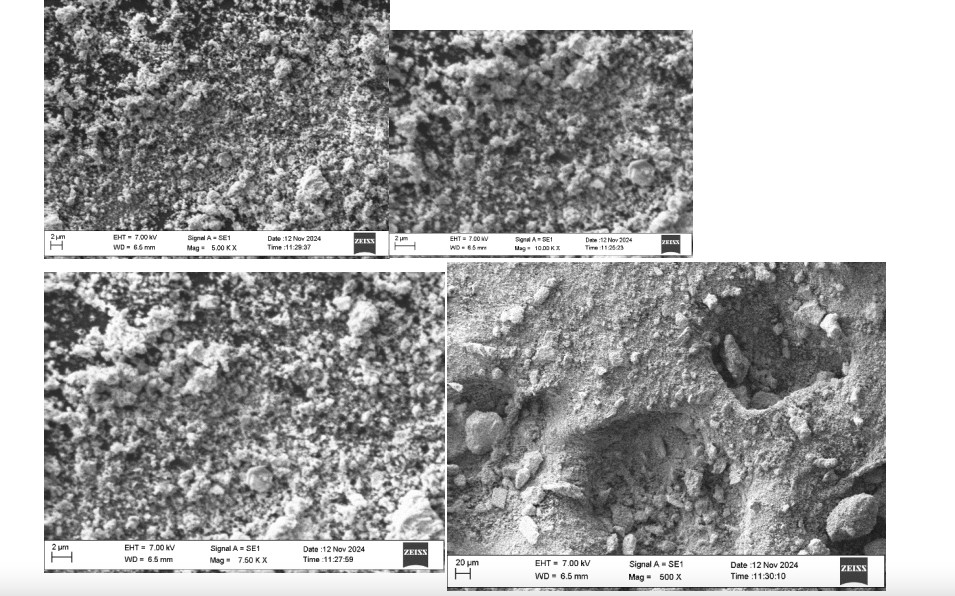 2 µm EHT = 7.00 kV Signal A = SE1 Date :12 Nov 2024 ZEISS
WD = 6.5 mm Mag = 5.00 K X Time :11:29:37
2 µm EHT = 7.00 kV Signal A = SE1 Date :12 Nov 2024 ZEISS
WD = 6.5 mm Mag = 10.00 K X Time :11:25:23
2 µm EHT = 7.00 kV Signal A = SE1 Date :12 Nov 2024 ZEISS
WD = 6.5 mm Mag = 7.50 K X Time :11:27:59
20 µm EHT = 7.00 kV Signal A = SE1 Date :12 Nov 2024 ZEISS
WD = 6.5 mm Mag = 500 X Time :11:30:10